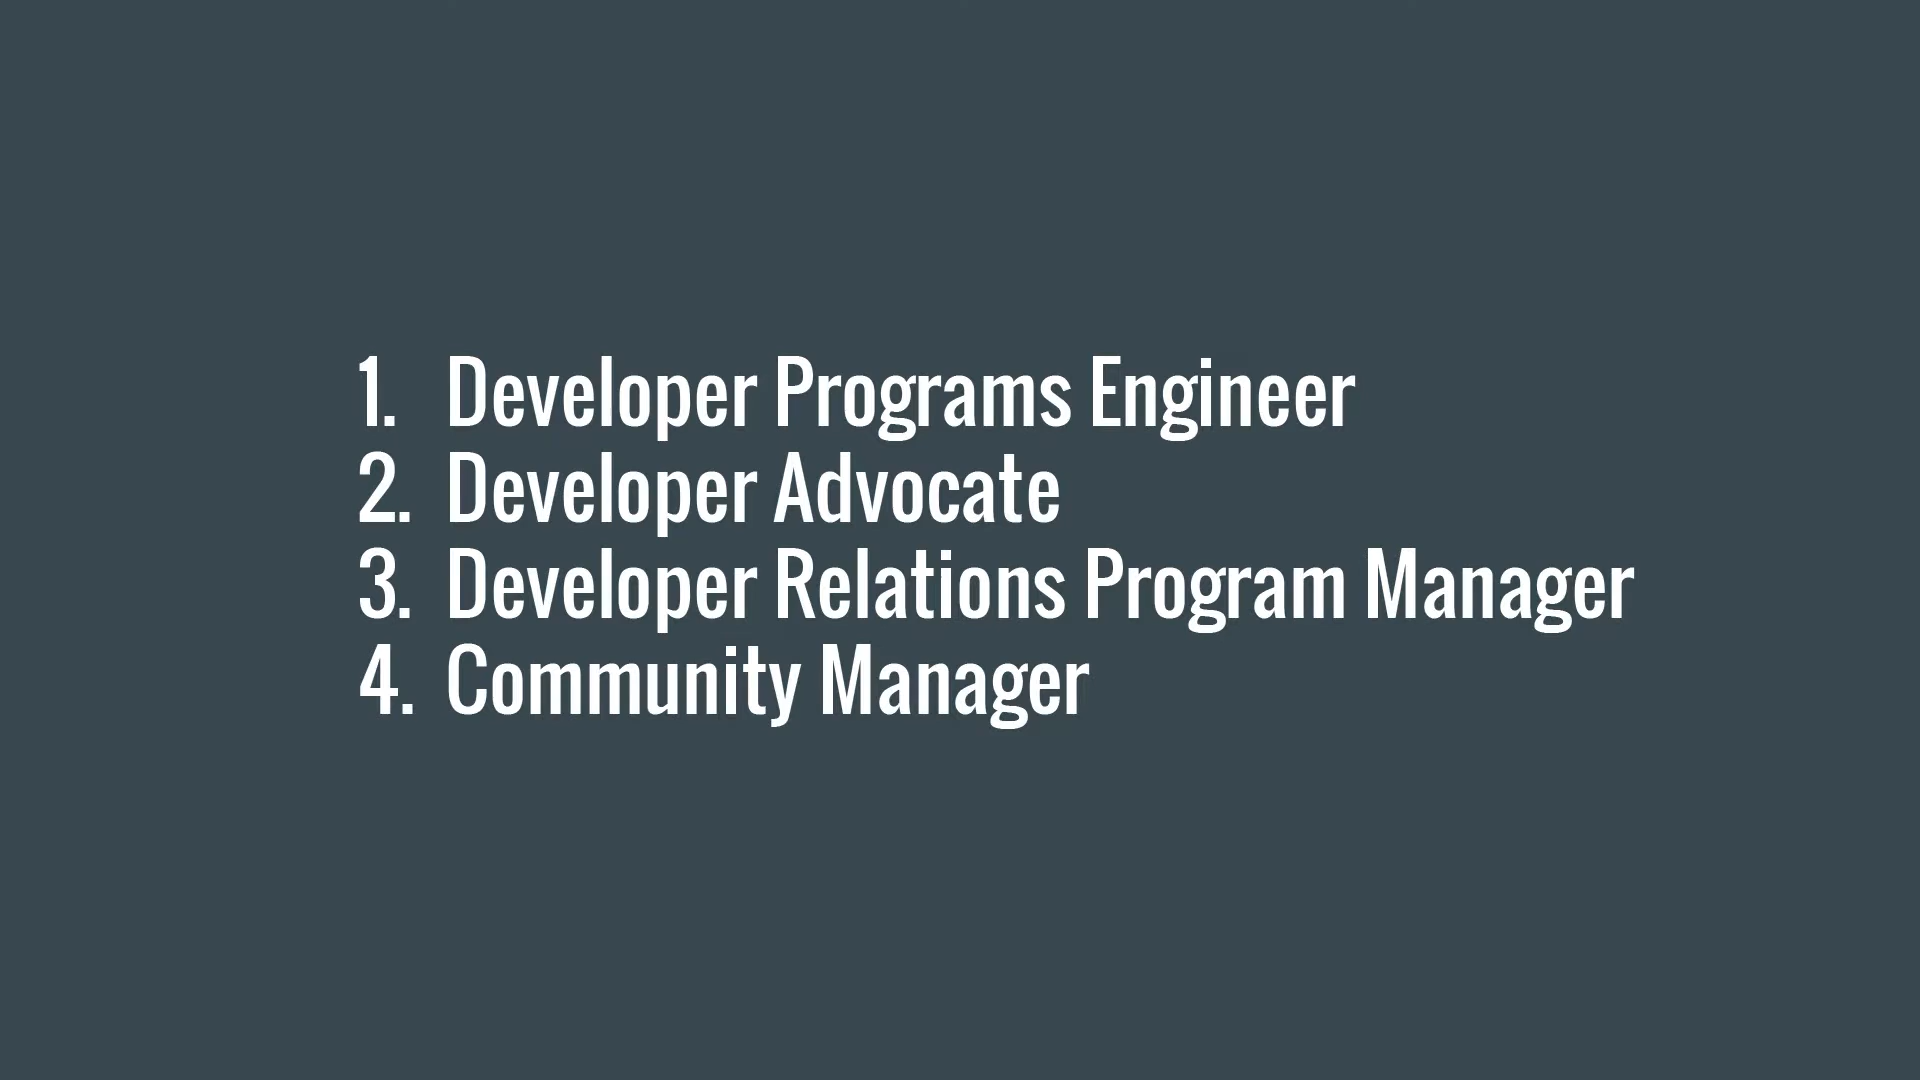 1. Developer Programs Engineer
2. Developer Advocate
3. Developer Relations Program Manager
4. Community Manager